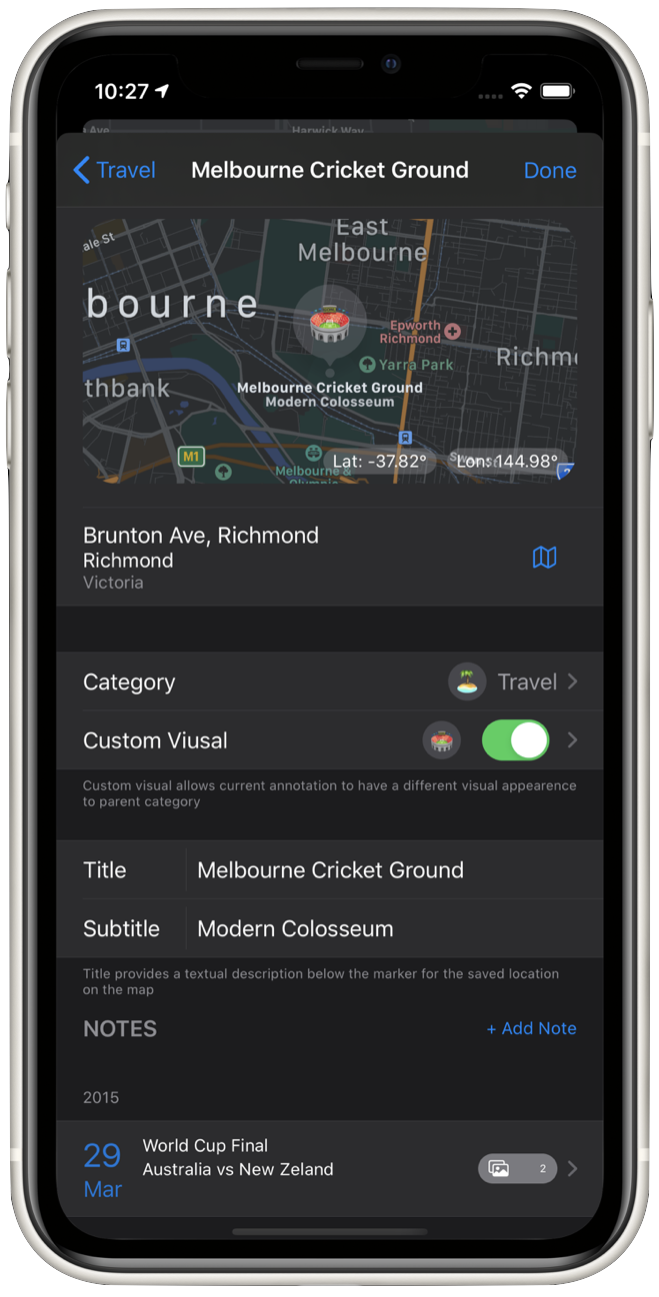 10:27
Ave
Harwick Way
Travel
Melbourne Cricket Ground
Done
ale St
East
Melbourne
bourne
Epworth
Richmond
Yarra Park
Richmo
thbank
Melbourne Cricket Ground
Modern Colosseum
M1
Melbourne &
Olympic
Lat: -37.82°
Lon: 144.98°
Brunton Ave, Richmond
Richmond
Victoria
Category
Travel
Custom Viusal
Custom visual allows current annotation to have a different visual appearence
to parent category
Title
Melbourne Cricket Ground
Subtitle
Modern Colosseum
Title provides a textual description below the marker for the saved location
on the map
NOTES
+ Add Note
2015
29
Mar
World Cup Final
Australia vs New Zeland
2